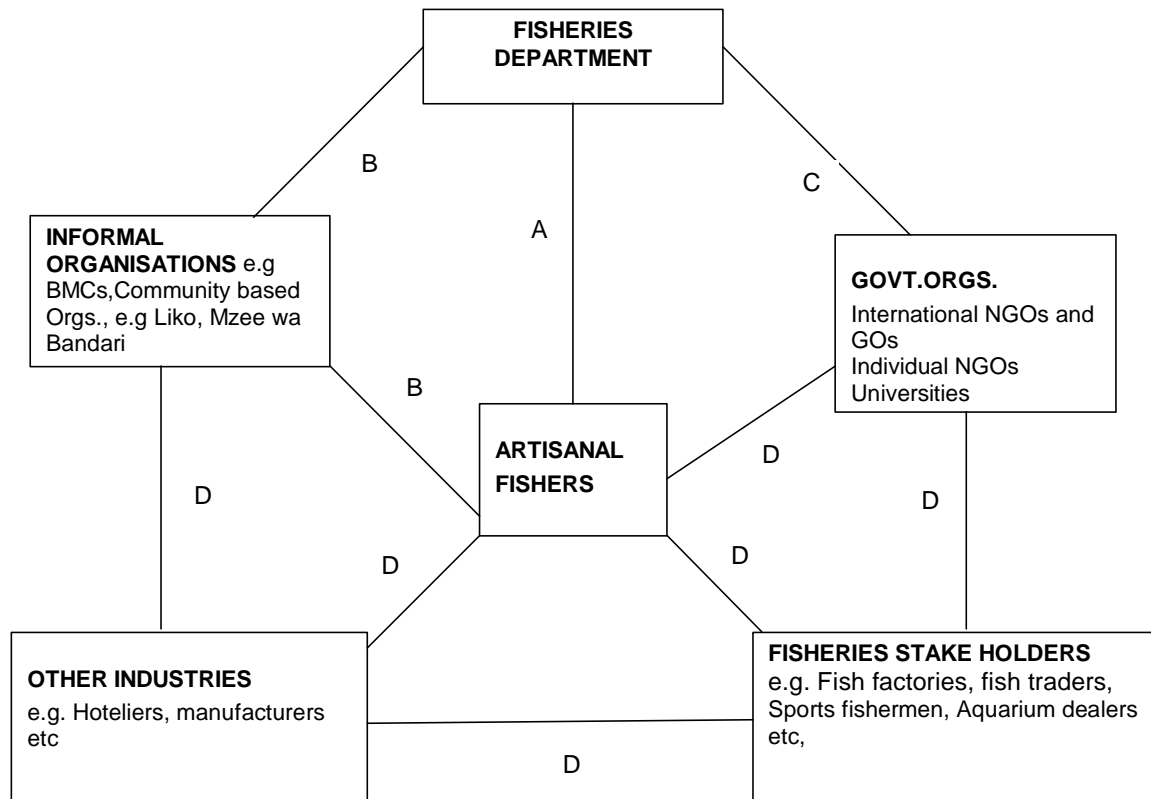 FISHERIES
DEPARTMENT
B
C
A
INFORMAL
ORGANISATIONS e.g
BMCs,Community based
Orgs., e.g Liko, Mzee wa
Bandari
GOVT.ORGS.
International NGOs and
GOs
Individual NGOs
Universities
B
ARTISANAL
FISHERS
D
D
D
D
D
OTHER INDUSTRIES
e.g. Hoteliers, manufacturers
etc
FISHERIES STAKE HOLDERS
e.g. Fish factories, fish traders,
Sports fishermen, Aquarium dealers
etc,
D